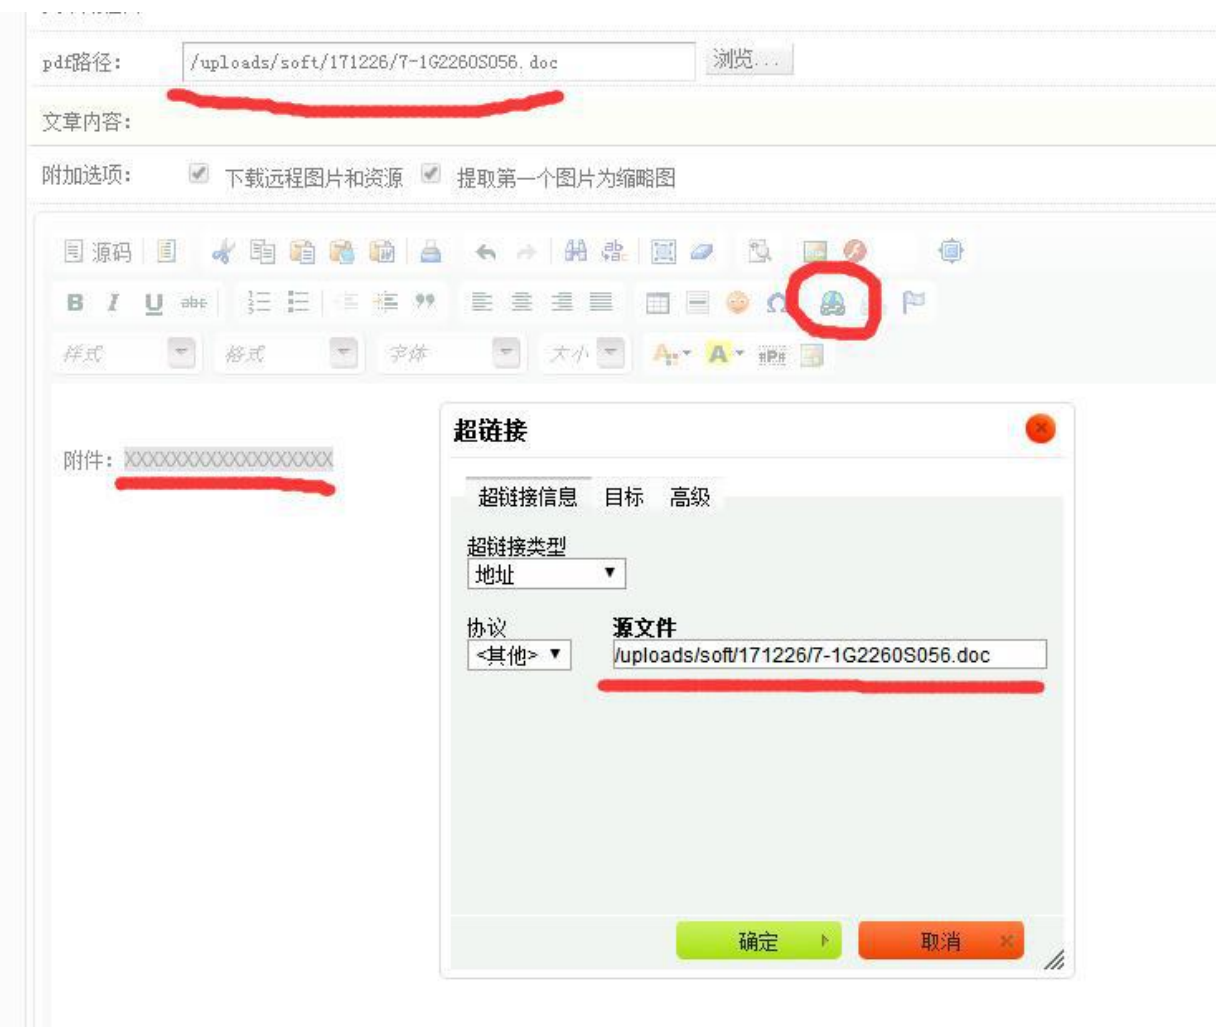 pdf路径: /uploads/soft/171226/7-1G2260S056.doc 浏览...
文章内容:
附加选项: 下载远程图片和资源 提取第一个图片为缩略图
源码
B I U abc
样式 格式 字体 大小 A A #P#
附件: XXXXXXXXXXXXXXXXXX
超链接
超链接信息 目标 高级
超链接类型
地址
协议 源文件
<其他> /uploads/soft/171226/7-1G2260S056.doc
确定 取消